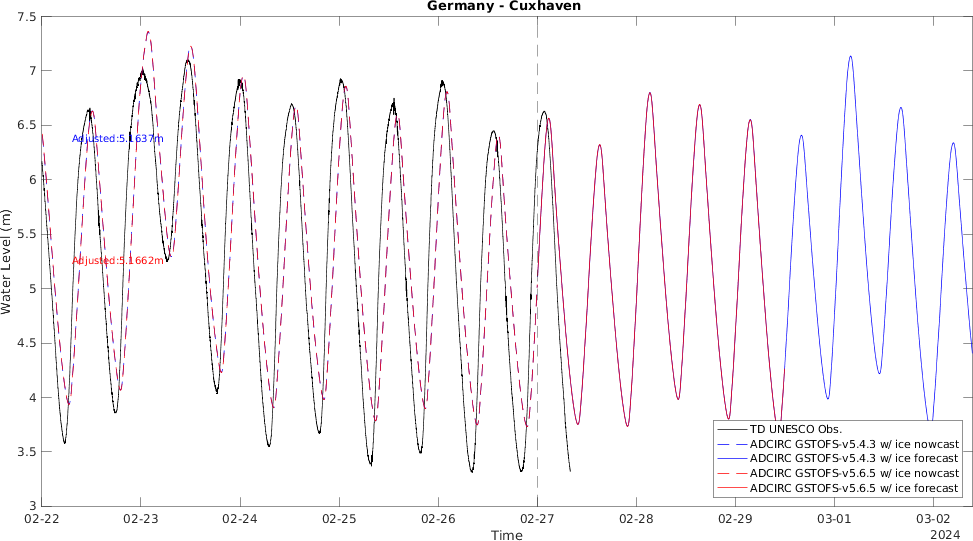 Germany - Cuxhaven
7.5
7
6.5
6
5.5
5
4.5
4
3.5
3
Water Level (m)
Adjusted:5.1637m
Adjusted:5.1662m
TD UNESCO Obs.
ADCIRC GSTOFS-v5.4.3 w/ ice nowcast
ADCIRC GSTOFS-v5.4.3 w/ ice forecast
ADCIRC GSTOFS-v5.6.5 w/ ice nowcast
ADCIRC GSTOFS-v5.6.5 w/ ice forecast
02-22 02-23 02-24 02-25 02-26 02-27 02-28 02-29 03-01 03-02
Time
2024